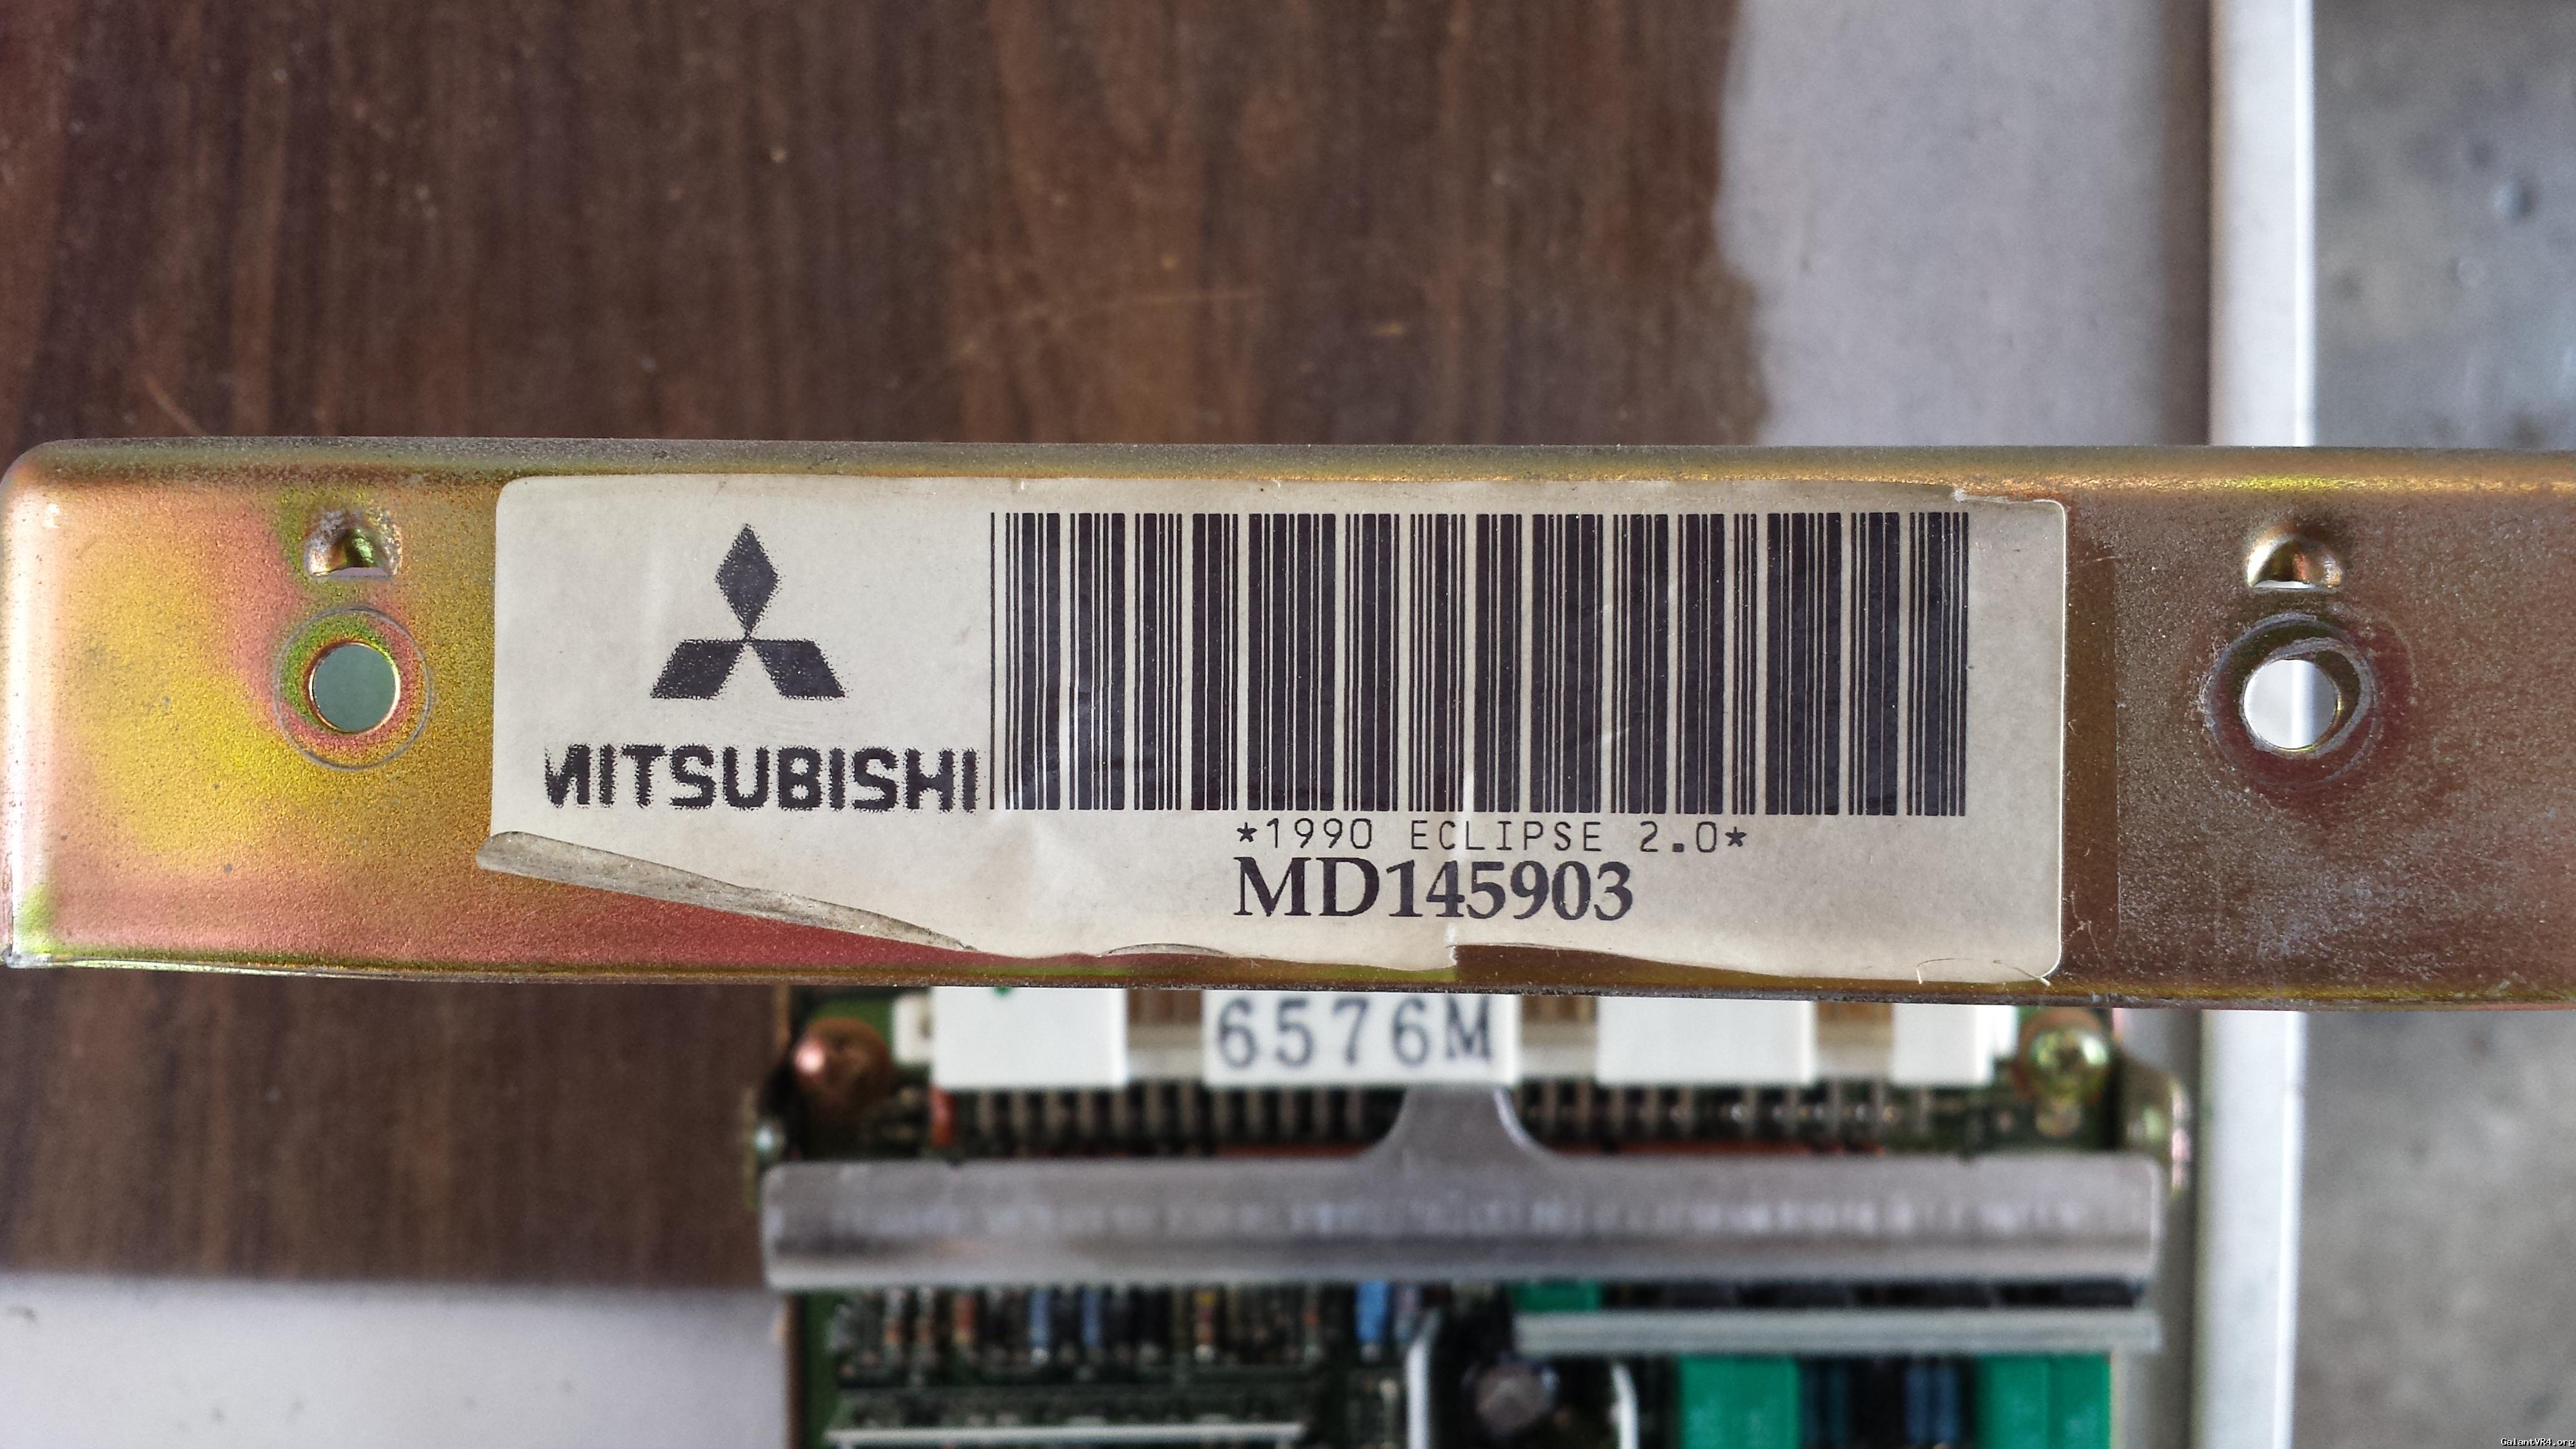 MITSUBISHI
*1990 ECLIPSE 2.0*
MD145903
6576M
GalantVR4.org